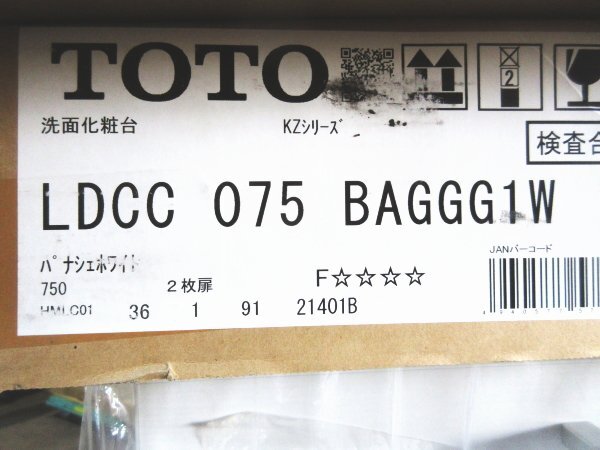 TOTO
2
洗面化粧台 KZシリーズ
検査合
LDCC 075 BAGGG1W
パナシェホワイト
JANバーコード
750 2枚扉 F☆☆☆☆
HMLC01 36 1 91 21401B